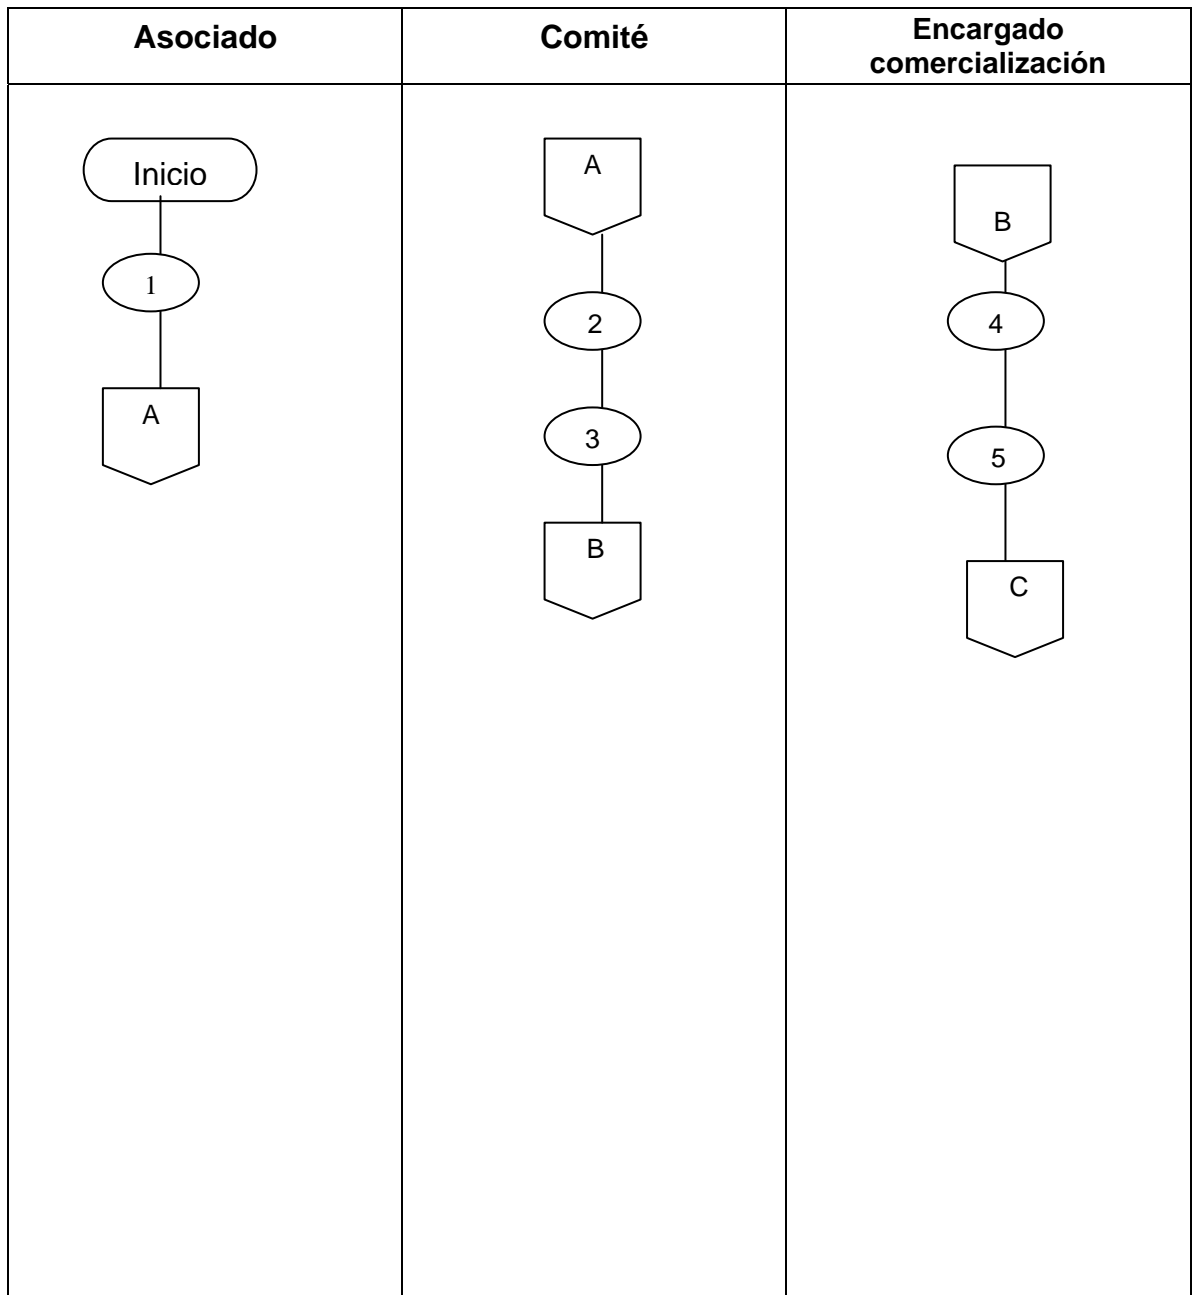 Asociado
Comité
Encargado
comercialización
Inicio
1
A
A
2
3
B
B
4
5
C